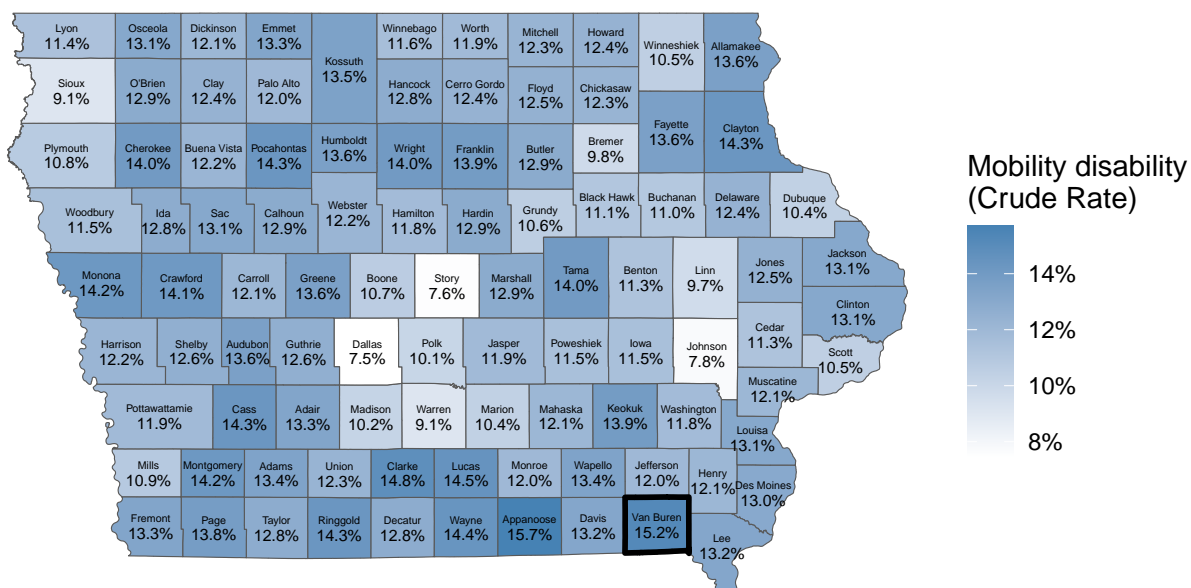 Lyon
11.4%
Osceola
13.1%
Dickinson
12.1%
Emmet
13.3%
Kossuth
13.5%
Winnebago
11.6%
Worth
11.9%
Mitchell
12.3%
Howard
12.4%
Winneshiek
10.5%
Allamakee
13.6%
Sioux
9.1%
O'Brien
12.9%
Clay
12.4%
Palo Alto
12.0%
Hancock
12.8%
Cerro Gordo
12.4%
Floyd
12.5%
Chickasaw
12.3%
Plymouth
10.8%
Cherokee
14.0%
Buena Vista
12.2%
Pocahontas
14.3%
Humboldt
13.6%
Wright
14.0%
Franklin
13.9%
Butler
12.9%
Bremer
9.8%
Fayette
13.6%
Clayton
14.3%
Woodbury
11.5%
Ida
12.8%
Sac
13.1%
Calhoun
12.9%
Webster
12.2%
Hamilton
11.8%
Hardin
12.9%
Grundy
10.6%
Black Hawk
11.1%
Buchanan
11.0%
Delaware
12.4%
Dubuque
10.4%
Monona
14.2%
Crawford
14.1%
Carroll
12.1%
Greene
13.6%
Boone
10.7%
Story
7.6%
Marshall
12.9%
Tama
14.0%
Benton
11.3%
Linn
9.7%
Jones
12.5%
Jackson
13.1%
Clinton
13.1%
Harrison
12.2%
Shelby
12.6%
Audubon
13.6%
Guthrie
12.6%
Dallas
7.5%
Polk
10.1%
Jasper
11.9%
Poweshiek
11.5%
Iowa
11.5%
Johnson
7.8%
Cedar
11.3%
Scott
10.5%
Muscatine
12.1%
Pottawattamie
11.9%
Cass
14.3%
Adair
13.3%
Madison
10.2%
Warren
9.1%
Marion
10.4%
Mahaska
12.1%
Keokuk
13.9%
Washington
11.8%
Louisa
13.1%
Mills
10.9%
Montgomery
14.2%
Adams
13.4%
Union
12.3%
Clarke
14.8%
Lucas
14.5%
Monroe
12.0%
Wapello
13.4%
Jefferson
12.0%
Henry
12.1%
Des Moines
13.0%
Fremont
13.3%
Page
13.8%
Taylor
12.8%
Ringgold
14.3%
Decatur
12.8%
Wayne
14.4%
Appanoose
15.7%
Davis
13.2%
Van Buren
15.2%
Lee
13.2%
Mobility disability
(Crude Rate)
14%
12%
10%
8%